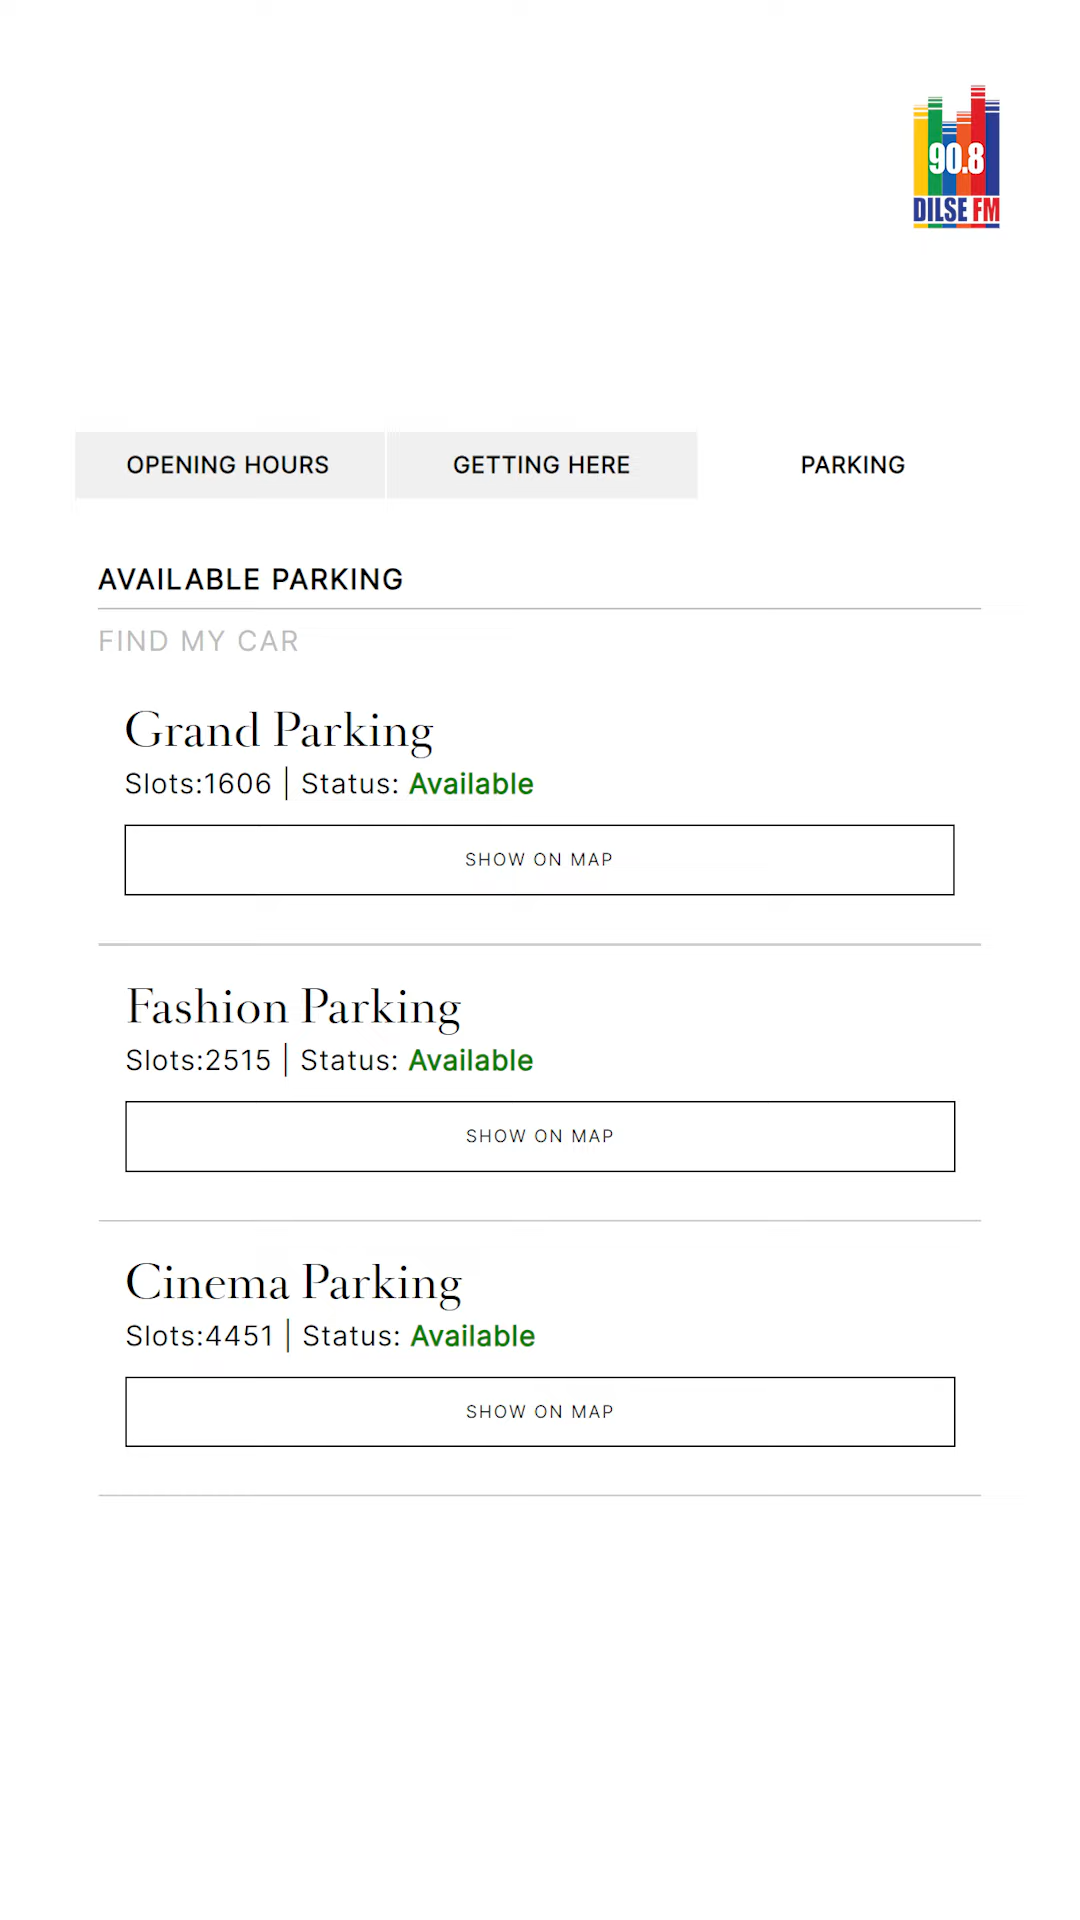 90.8
DILSE FM
OPENING HOURS
GETTING HERE
PARKING
AVAILABLE PARKING
FIND MY CAR
Grand Parking
Slots:1606 | Status: Available
SHOW ON MAP
Fashion Parking
Slots:2515 | Status: Available
SHOW ON MAP
Cinema Parking
Slots:4451 | Status: Available
SHOW ON MAP